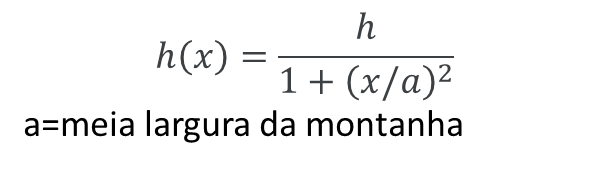 h(x) = h / (1 + (x/a)²)
a=meia largura da montanha